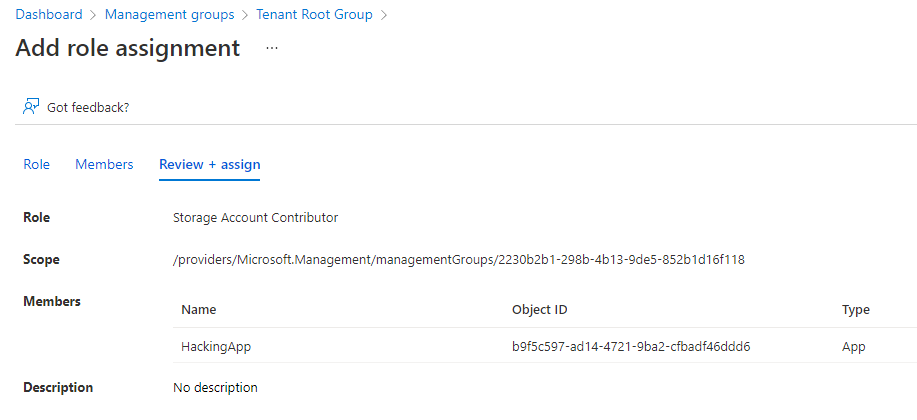 Dashboard > Management groups > Tenant Root Group >
Add role assignment ...
Got feedback?
Role Members Review + assign
Role Storage Account Contributor
Scope /providers/Microsoft.Management/managementGroups/2230b2b1-298b-4b13-9de5-852b1d16f118
Members
Name Object ID Type
HackingApp b9f5c597-ad14-4721-9ba2-cfbadf46ddd6 App
Description No description